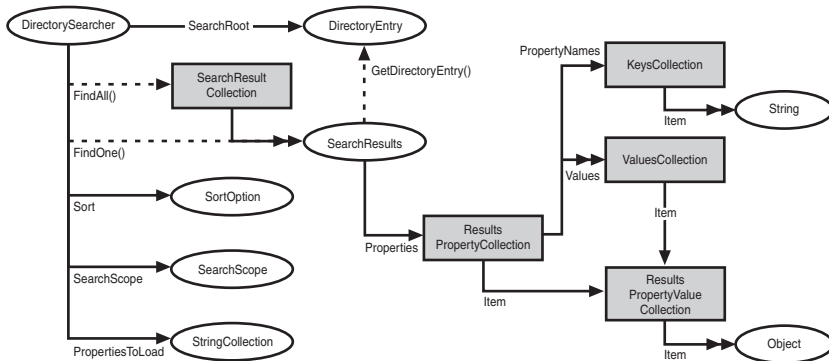 DirectorySearcher
SearchRoot
DirectoryEntry
PropertyNames
KeysCollection
SearchResult
Collection
GetDirectoryEntry()
FindAll()
Item
String
FindOne()
SearchResults
ValuesCollection
Values
Sort
SortOption
Item
Results
PropertyCollection
Properties
SearchScope
SearchScope
Results
PropertyValue
Collection
Item
PropertiesToLoad
StringCollection
Item
Object